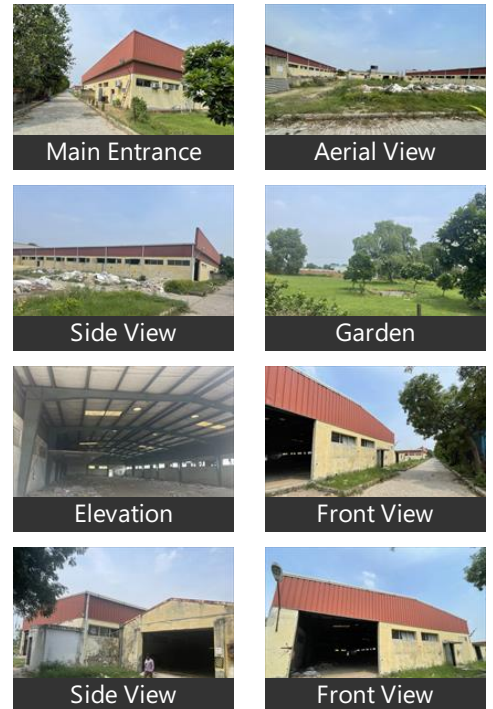 Main Entrance
Aerial View
Side View
Garden
Elevation
Front View
Side View
Front View